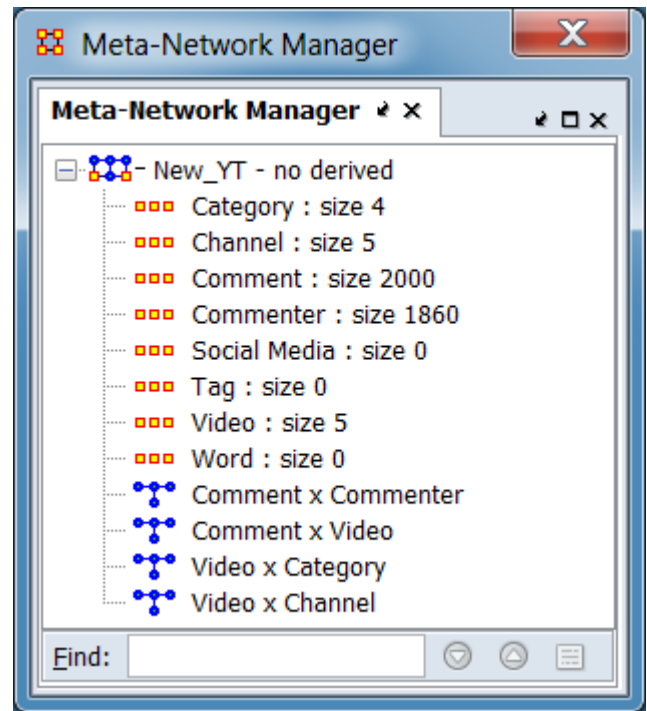 Meta-Network Manager
Meta-Network Manager
New_YT - no derived
Category : size 4
Channel : size 5
Comment : size 2000
Commenter : size 1860
Social Media : size 0
Tag : size 0
Video : size 5
Word : size 0
Comment x Commenter
Comment x Video
Video x Category
Video x Channel
Find: